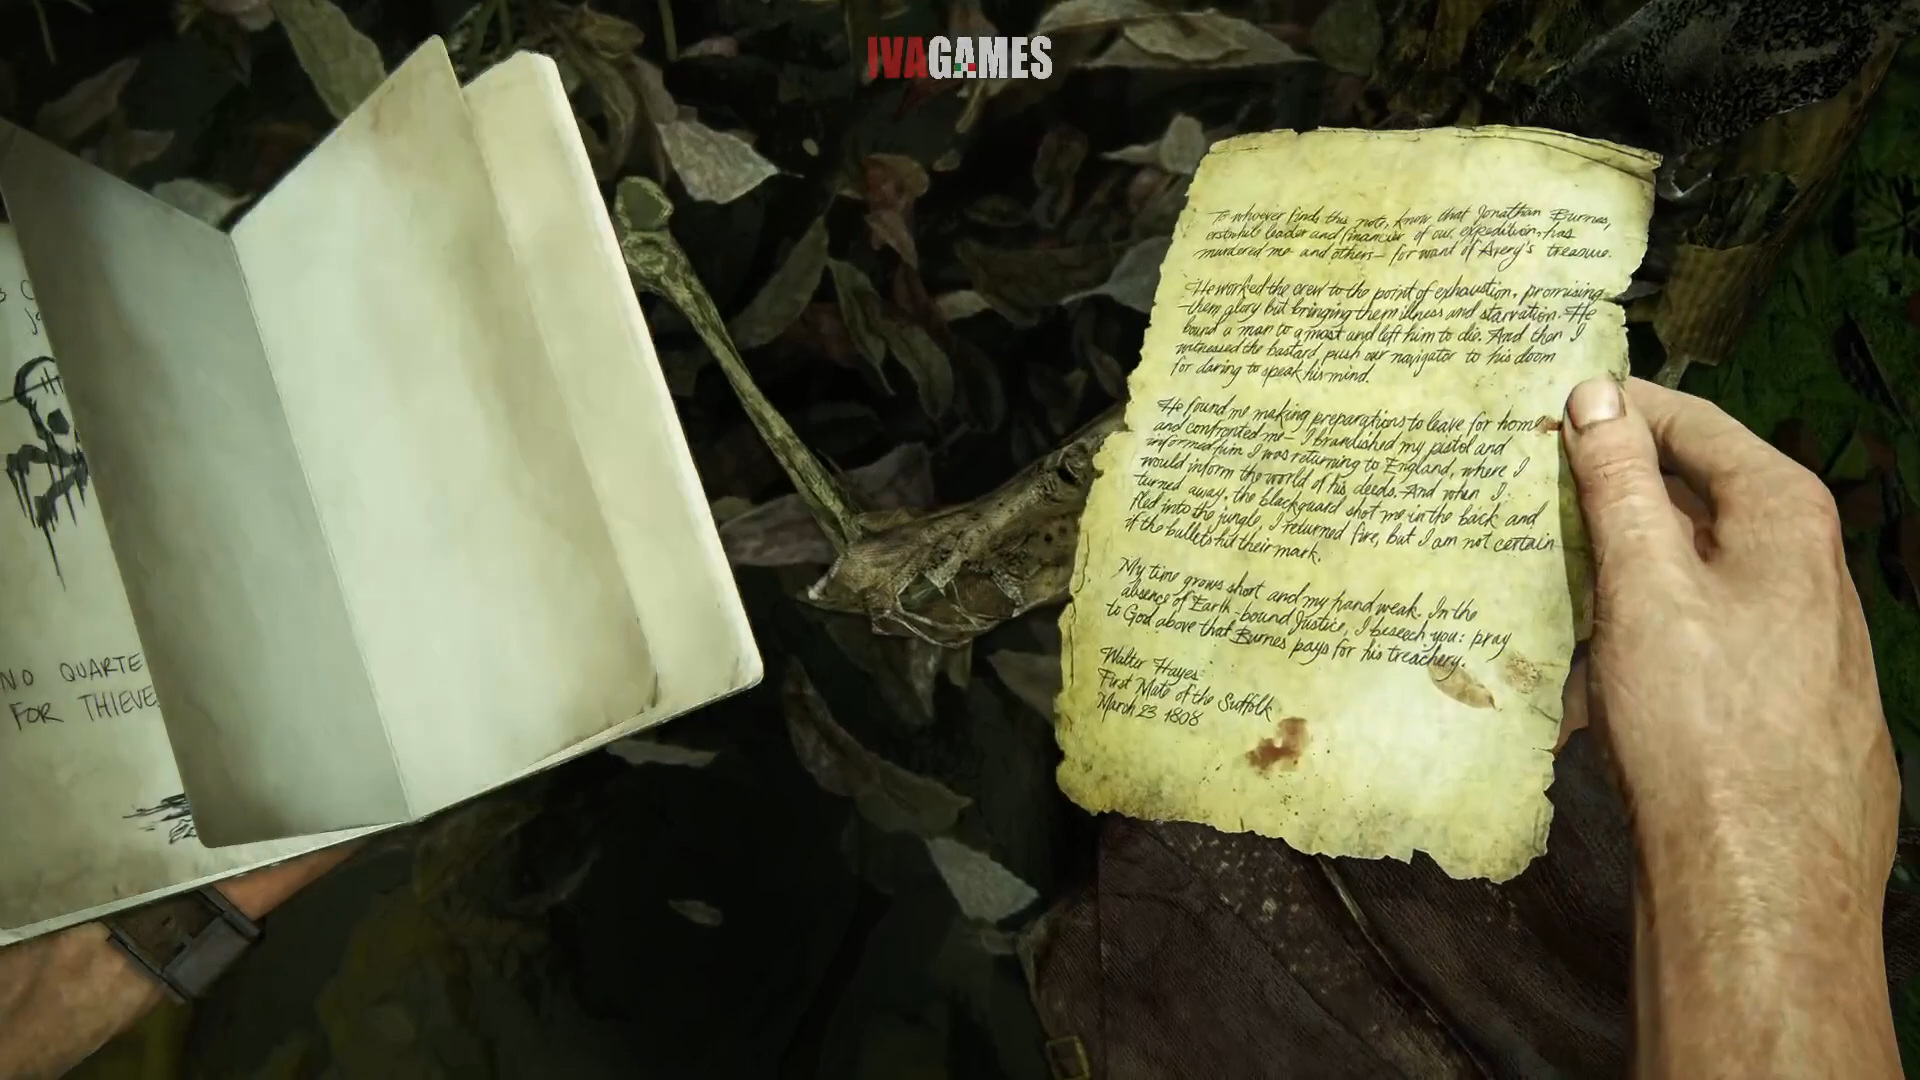 IVAGAMES
NO QUARTE
FOR THIEVE
To whoever finds this note, know that Jonathan Burnes,
erstwhile leader and financier of our expedition, has
murdered me - and others - for want of Avery's treasure.
He worked the crew to the point of exhaustion, promising
them glory but bringing them illness and starvation. He
bound a man to a mast and left him to die. And then I
witnessed the bastard push our navigator to his doom
for daring to speak his mind.
He found me making preparations to leave for home
and confronted me - I brandished my pistol and
informed him I was returning to England, where I
would inform the world of his deeds. And when I
turned away, the blackguard shot me in the back and
fled into the jungle, I returned fire, but I am not certain
if the bullets hit their mark.
My time grows short and my hand weak. In the
absence of Earth-bound Justice, I beseech you: pray
to God above that Burnes pays for his treachery.
Walter Hayes
First Mate of the Suffolk
March 23 1808